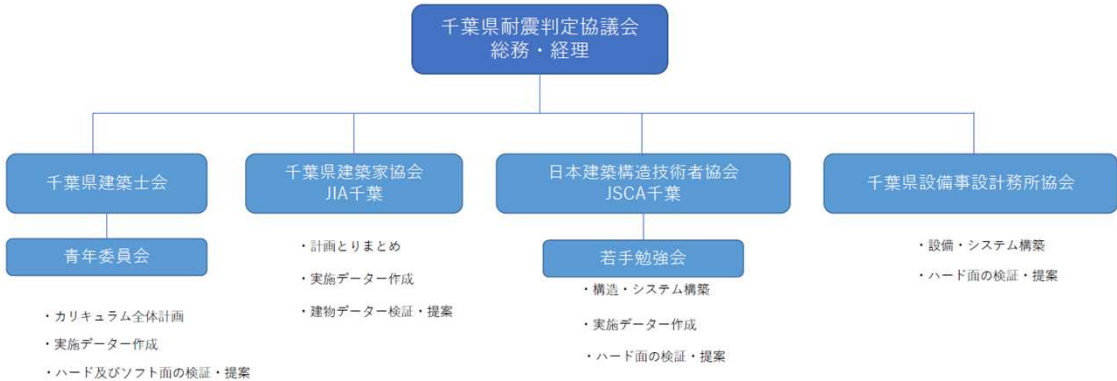 千葉県耐震判定協議会
総務・経理
千葉県建築士会
青年委員会
・カリキュラム全体計画
・実施データー作成
・ハード及びソフト面の検証・提案
千葉県建築家協会
JIA千葉
・計画とりまとめ
・実施データー作成
・建物データー検証・提案
日本建築構造技術者協会
JSCA千葉
若手勉強会
・構造・システム構築
・実施データー作成
・ハード面の検証・提案
千葉県設備事設計務所協会
・設備・システム構築
・ハード面の検証・提案